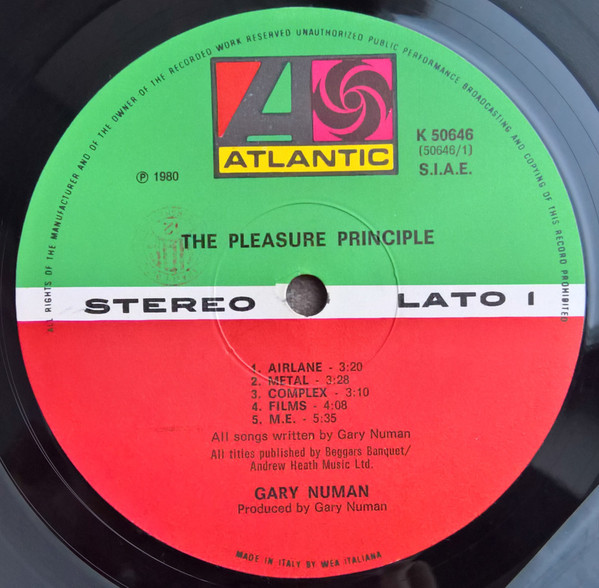 ALL RIGHTS OF THE MANUFACTURER AND OF THE OWNER OF THE RECORDED WORK RESERVED UNAUTHORIZED PUBLIC PERFORMANCE BROADCASTING AND COPYING OF THIS RECORD PROHIBITED
ATLANTIC
K 50646
(50646/1)
S.I.A.E.
℗ 1980
THE PLEASURE PRINCIPLE
STEREO LATO 1
1. AIRLANE - 3:20
2. METAL - 3:28
3. COMPLEX - 3:10
4. FILMS - 4:08
5. M.E. - 5:35
All songs written by Gary Numan
All titles published by Beggars Banquet/
Andrew Heath Music Ltd.
GARY NUMAN
Produced by Gary Numan
MADE IN ITALY BY WEA ITALIANA